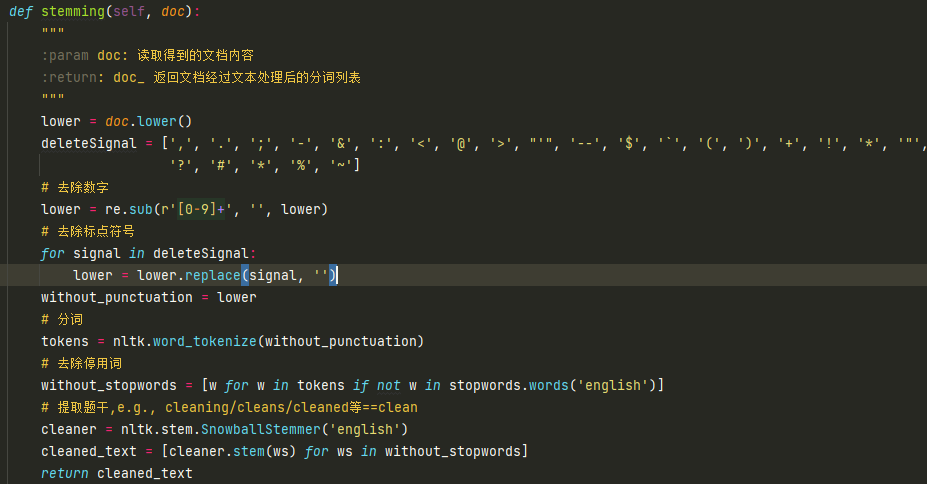 def stemming(self, doc):
"""
:param doc: 读取得到的文档内容
:return: doc_ 返回文档经过文本处理后的分词列表
"""
lower = doc.lower()
deleteSignal = [',', '.', ';', '-', '&', ':', '<', '@', '>', "'", '--', '$', '`', '(', ')', '+', '!', '*', '"',
'?', '#', '*', '%', '~']
# 去除数字
lower = re.sub(r'[0-9]+', '', lower)
# 去除标点符号
for signal in deleteSignal:
lower = lower.replace(signal, '')
without_punctuation = lower
# 分词
tokens = nltk.word_tokenize(without_punctuation)
# 去除停用词
without_stopwords = [w for w in tokens if not w in stopwords.words('english')]
# 提取题干,e.g., cleaning/cleans/cleaned等==clean
cleaner = nltk.stem.SnowballStemmer('english')
cleaned_text = [cleaner.stem(ws) for ws in without_stopwords]
return cleaned_text